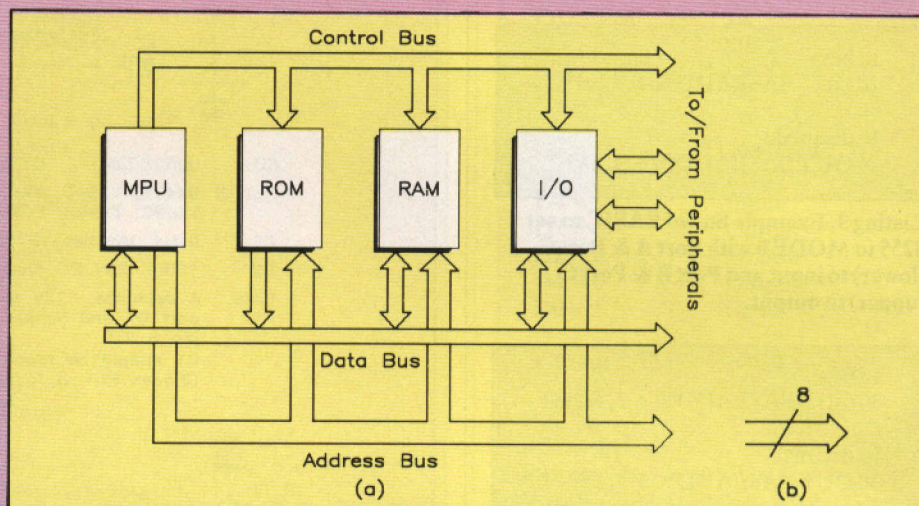 Control Bus
To/From Peripherals
MPU
ROM
RAM
I/O
Data Bus
Address Bus
8
(a)
(b)